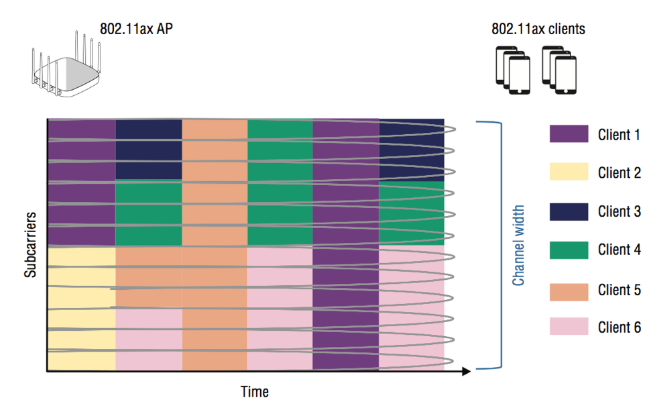 802.11ax AP
802.11ax clients
Subcarriers
Time
Channel width
Client 1
Client 2
Client 3
Client 4
Client 5
Client 6